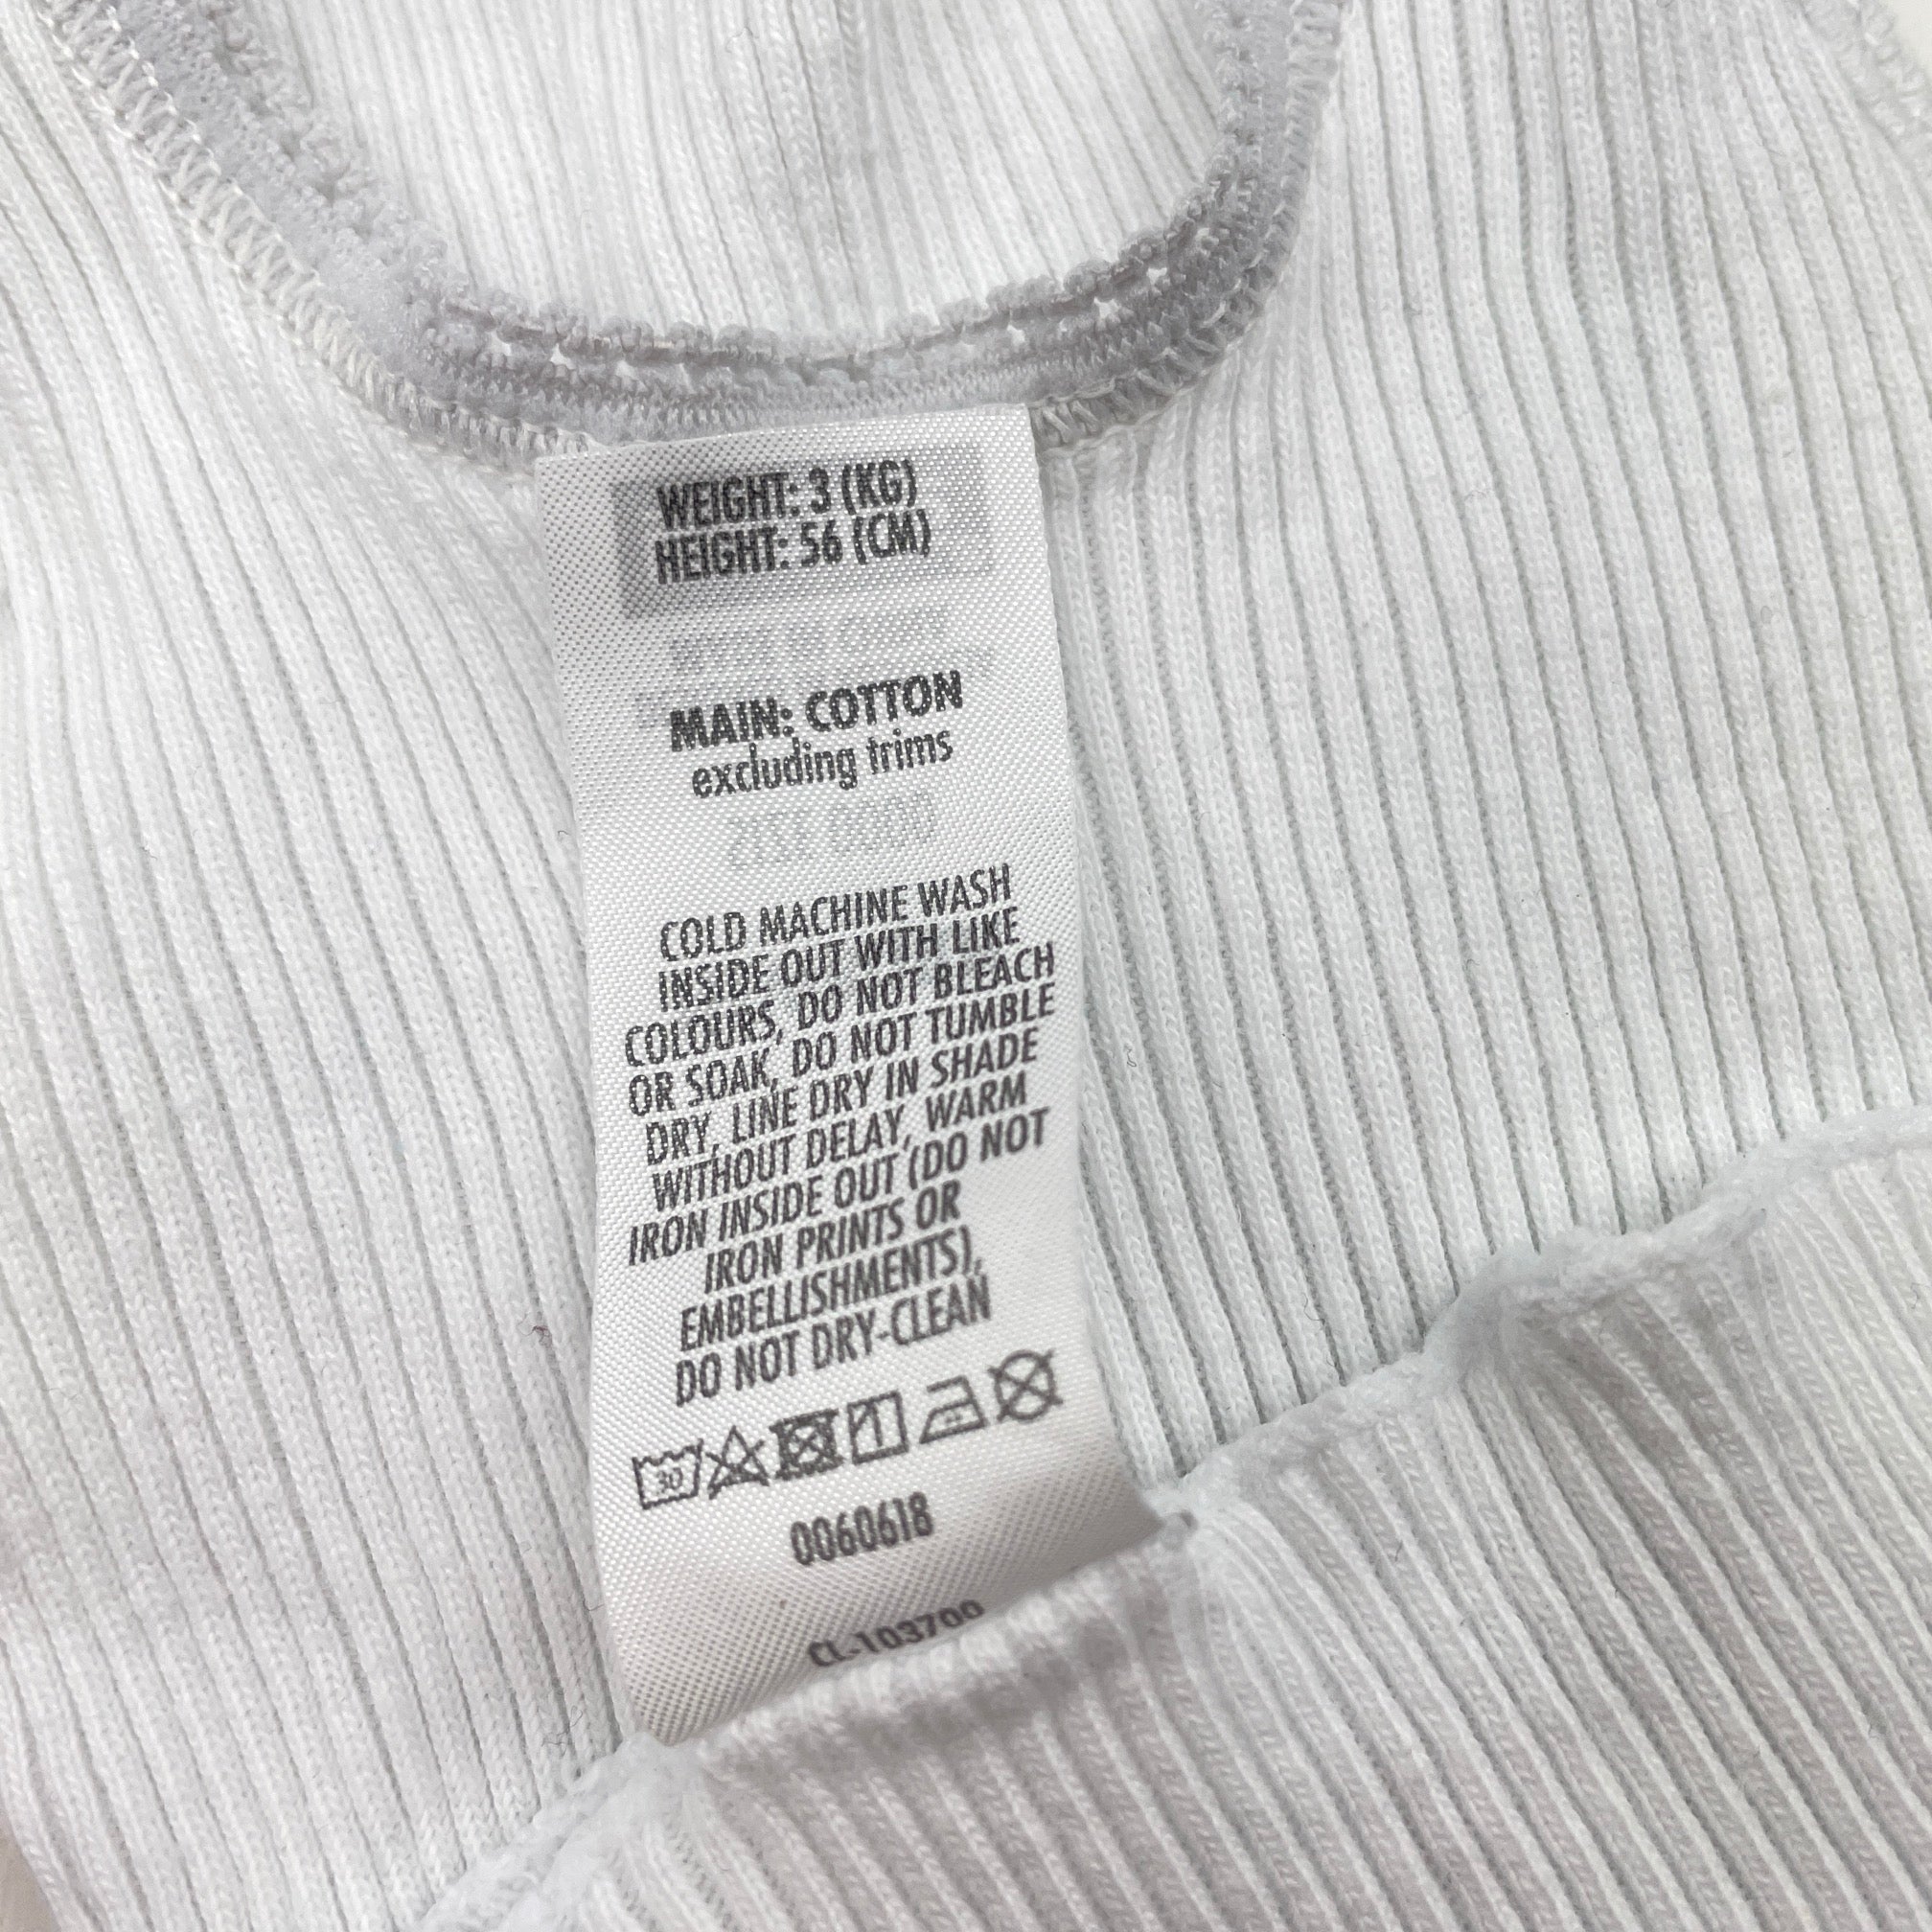 WEIGHT: 3 (KG)
HEIGHT: 56 (CM)
MAIN: COTTON
excluding trims
COLD MACHINE WASH
INSIDE OUT WITH LIKE
COLOURS, DO NOT BLEACH
OR SOAK, DO NOT TUMBLE
DRY, LINE DRY IN SHADE
WITHOUT DELAY, WARM
IRON INSIDE OUT (DO NOT
IRON PRINTS OR
EMBELLISHMENTS),
DO NOT DRY-CLEAN
30
0060618
CL-103700